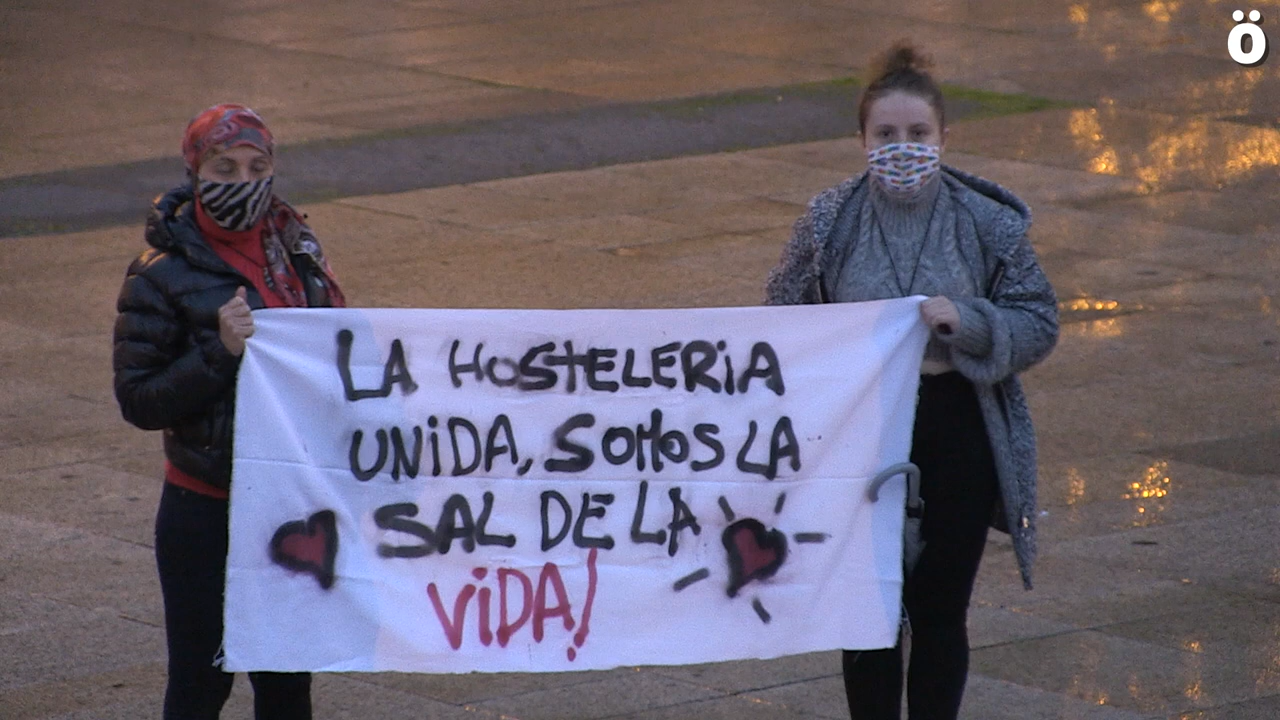 ö
LA HOSTELERiA
UNiDA, SOMOS LA
SAL DE LA
ViDA!